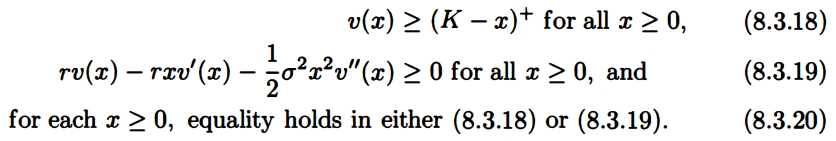 v(x) ≥ (K − x)⁺ for all x ≥ 0, (8.3.18)
rv(x) − rxv′(x) − ½σ²x²v″(x) ≥ 0 for all x ≥ 0, and (8.3.19)
for each x ≥ 0, equality holds in either (8.3.18) or (8.3.19). (8.3.20)